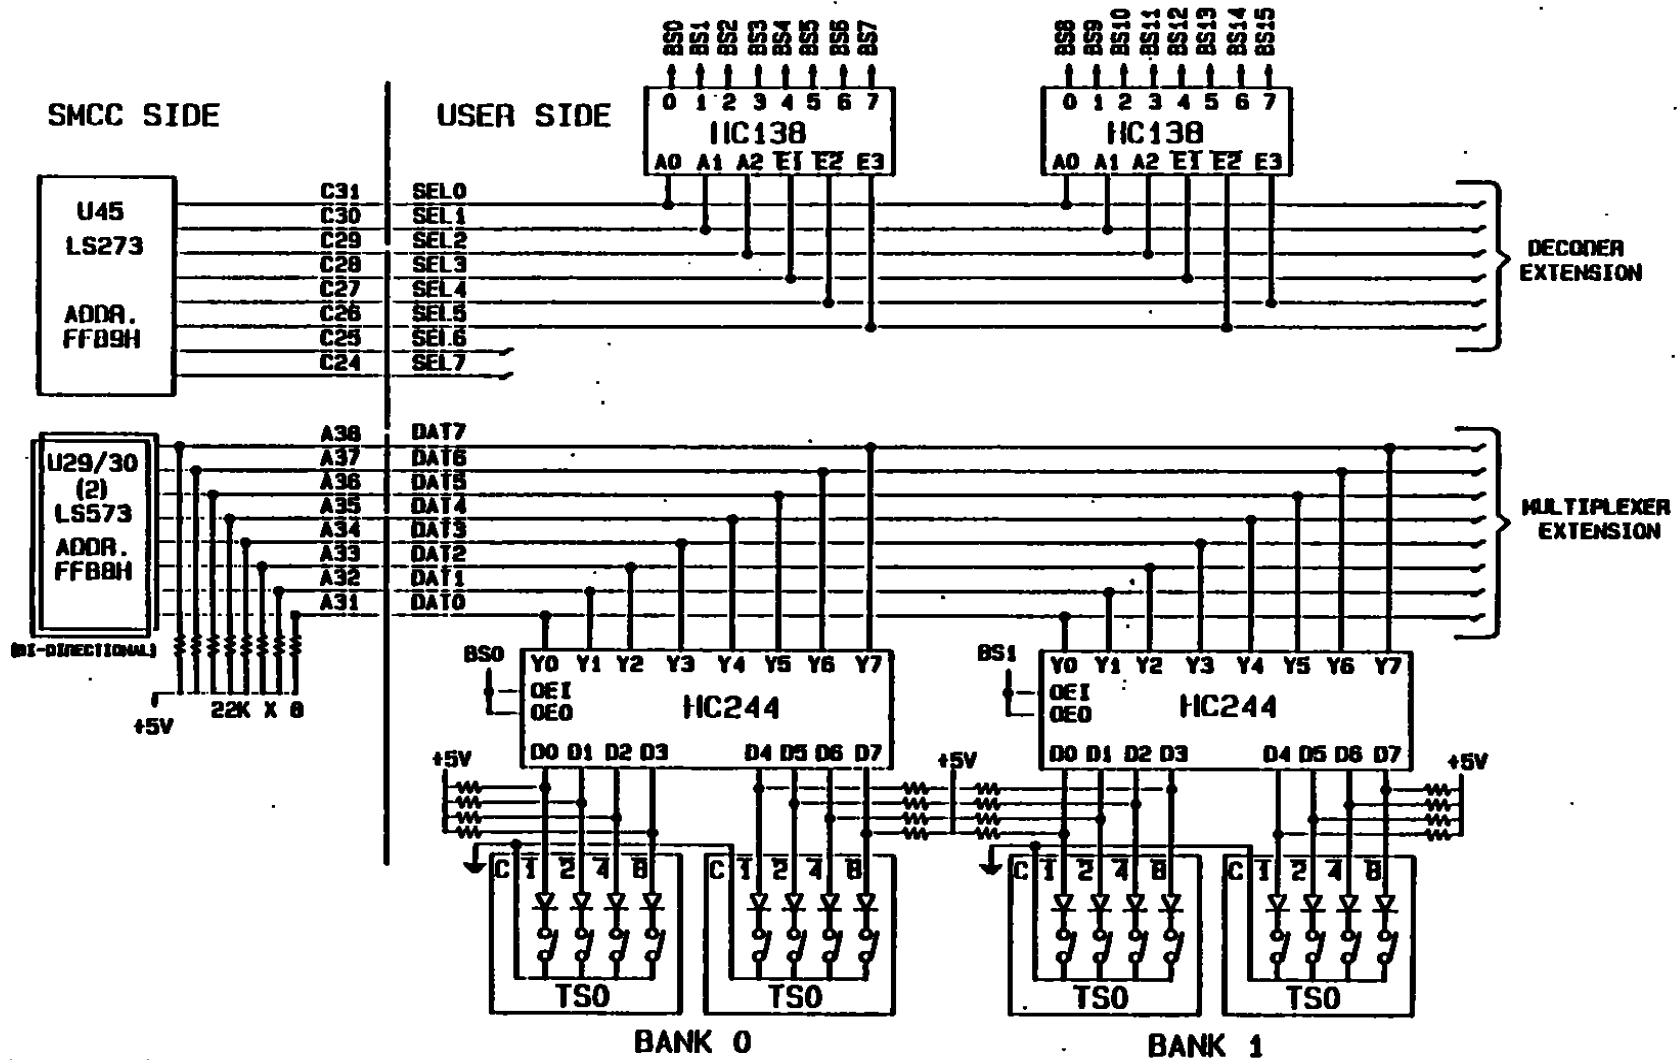 BS0 BS1 BS2 BS3 BS4 BS5 BS6 BS7
BS8 BS9 BS10 BS11 BS12 BS13 BS14 BS15
SMCC SIDE
USER SIDE
0 1 2 3 4 5 6 7
HC138
A0 A1 A2 E1 E2 E3
0 1 2 3 4 5 6 7
HC138
A0 A1 A2 E1 E2 E3
U45
LS273
ADDR.
FFB9H
C31 SEL0
C30 SEL1
C29 SEL2
C28 SEL3
C27 SEL4
C26 SEL5
C25 SEL6
C24 SEL7
DECODER
EXTENSION
U29/30
(2)
LS573
ADDR.
FFB8H
(BI-DIRECTIONAL)
A38 DAT7
A37 DAT6
A36 DAT5
A35 DAT4
A34 DAT3
A33 DAT2
A32 DAT1
A31 DAT0
MULTIPLEXER
EXTENSION
+5V
22K X 8
BS0
Y0 Y1 Y2 Y3 Y4 Y5 Y6 Y7
OE1
OE0
HC244
D0 D1 D2 D3 D4 D5 D6 D7
BS1
Y0 Y1 Y2 Y3 Y4 Y5 Y6 Y7
OE1
OE0
HC244
D0 D1 D2 D3 D4 D5 D6 D7
+5V
+5V
+5V
C 1 2 4 8
TS0
C 1 2 4 8
TS0
C 1 2 4 8
TS0
C 1 2 4 8
TS0
BANK 0
BANK 1